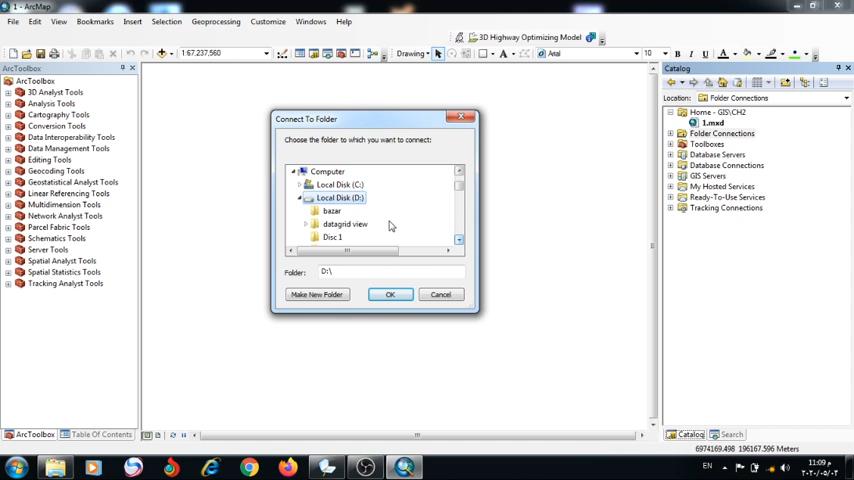 1 - ArcMap
File Edit View Bookmarks Insert Selection Geoprocessing Customize Windows Help
3D Highway Optimizing Model
1:67,237,560
Drawing
Arial
10
B I U
ArcToolbox
ArcToolbox
3D Analyst Tools
Analysis Tools
Cartography Tools
Conversion Tools
Data Interoperability Tools
Data Management Tools
Editing Tools
Geocoding Tools
Geostatistical Analyst Tools
Linear Referencing Tools
Multidimension Tools
Network Analyst Tools
Parcel Fabric Tools
Schematics Tools
Server Tools
Spatial Analyst Tools
Spatial Statistics Tools
Tracking Analyst Tools
ArcToolbox Table Of Contents
Connect To Folder
Choose the folder to which you want to connect:
Computer
Local Disk (C:)
Local Disk (D:)
bazar
datagrid view
Disc 1
Folder: D:\
Make New Folder OK Cancel
Catalog
Location: Folder Connections
Home - GIS\CH2
1.mxd
Folder Connections
Toolboxes
Database Servers
Database Connections
GIS Servers
My Hosted Services
Ready-To-Use Services
Tracking Connections
Catalog Search
6974169.498 196167.596 Meters
EN
11:09 م
٢٠٢٠/٠٥/٠٢